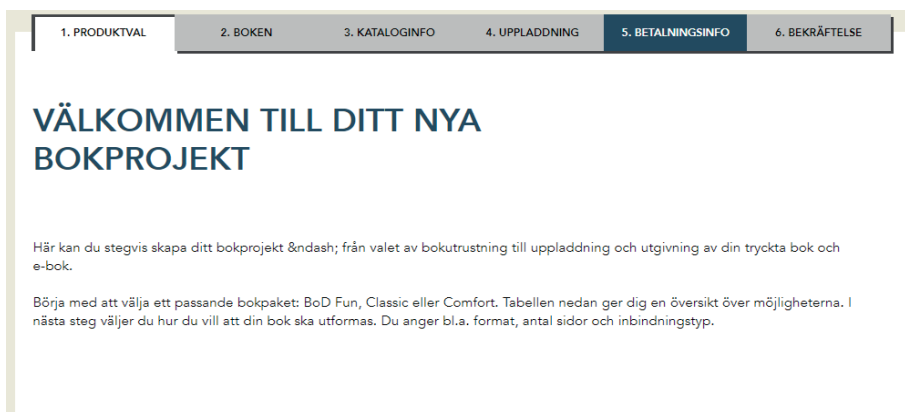 1. PRODUKTVAL 2. BOKEN 3. KATALOGINFO 4. UPPLADDNING 5. BETALNINGSINFO 6. BEKRÄFTELSE
VÄLKOMMEN TILL DITT NYA
BOKPROJEKT
Här kan du stegvis skapa ditt bokprojekt &ndash; från valet av bokutrustning till uppladdning och utgivning av din tryckta bok och
e-bok.
Börja med att välja ett passande bokpaket: BoD Fun, Classic eller Comfort. Tabellen nedan ger dig en översikt över möjligheterna. I
nästa steg väljer du hur du vill att din bok ska utformas. Du anger bl.a. format, antal sidor och inbindningstyp.